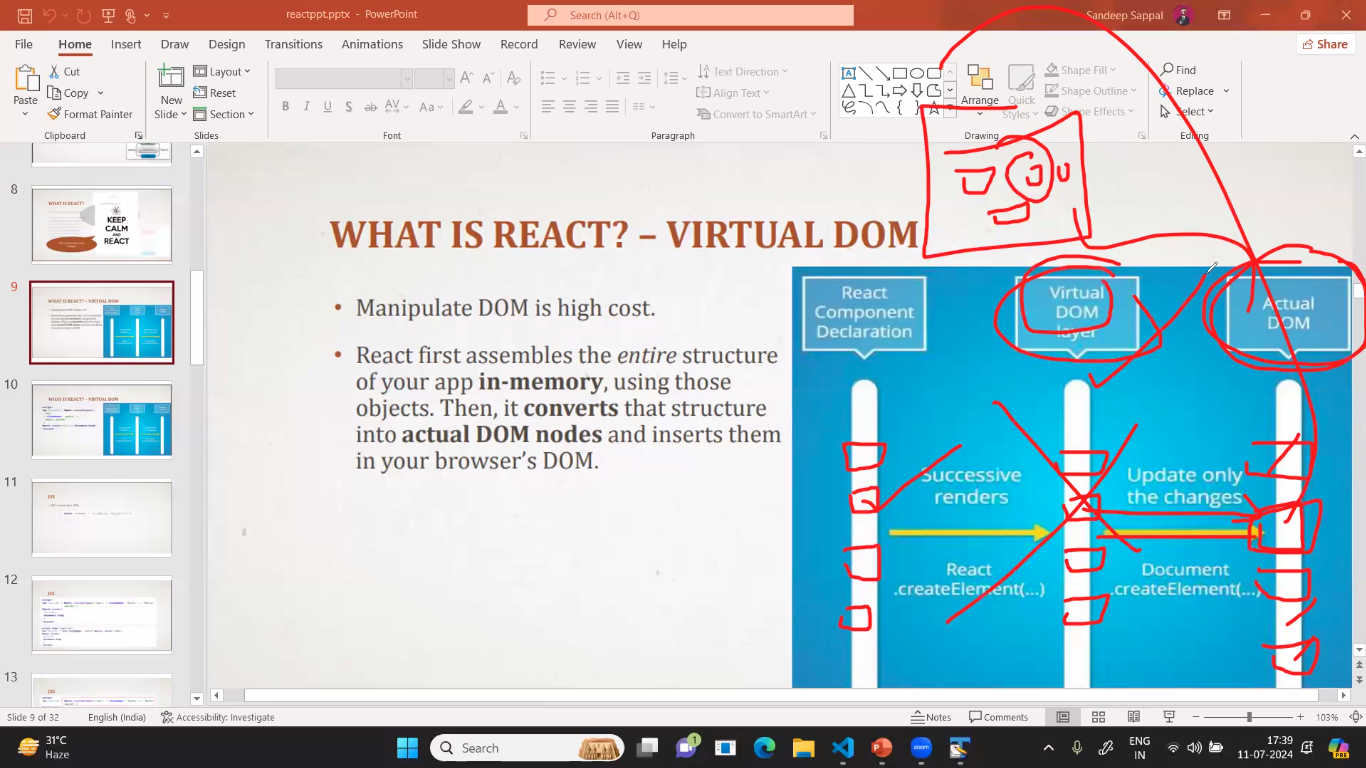 reactppt.pptx - PowerPoint
Search (Alt+Q)
Sandeep Sappal
File Home Insert Draw Design Transitions Animations Slide Show Record Review View Help
Share
Paste
Cut
Copy
Format Painter
Clipboard
New
Slide
Layout
Reset
Section
Slides
B I U S ab AV Aa A A
Font
Text Direction
Align Text
Convert to SmartArt
Paragraph
Arrange
Quick
Styles
Shape Fill
Shape Outline
Shape Effects
Drawing
Find
Replace
Select
Editing
8
WHAT IS REACT?
KEEP
CALM
AND
REACT
9
WHAT IS REACT? – VIRTUAL DOM
10
11
JSX
12
JSX
13
JSX
WHAT IS REACT? – VIRTUAL DOM
• Manipulate DOM is high cost.
• React first assembles the entire structure
of your app in-memory, using those
objects. Then, it converts that structure
into actual DOM nodes and inserts them
in your browser’s DOM.
React
Component
Declaration
Virtual
DOM
layer
Actual
DOM
Successive
renders
React
.createElement(...)
Update only
the changes
Document
.createElement(...)
Slide 9 of 32 English (India) Accessibility: Investigate
Notes Comments 103%
31°C
Haze
Search
1
ENG
IN
17:39
11-07-2024
PRE